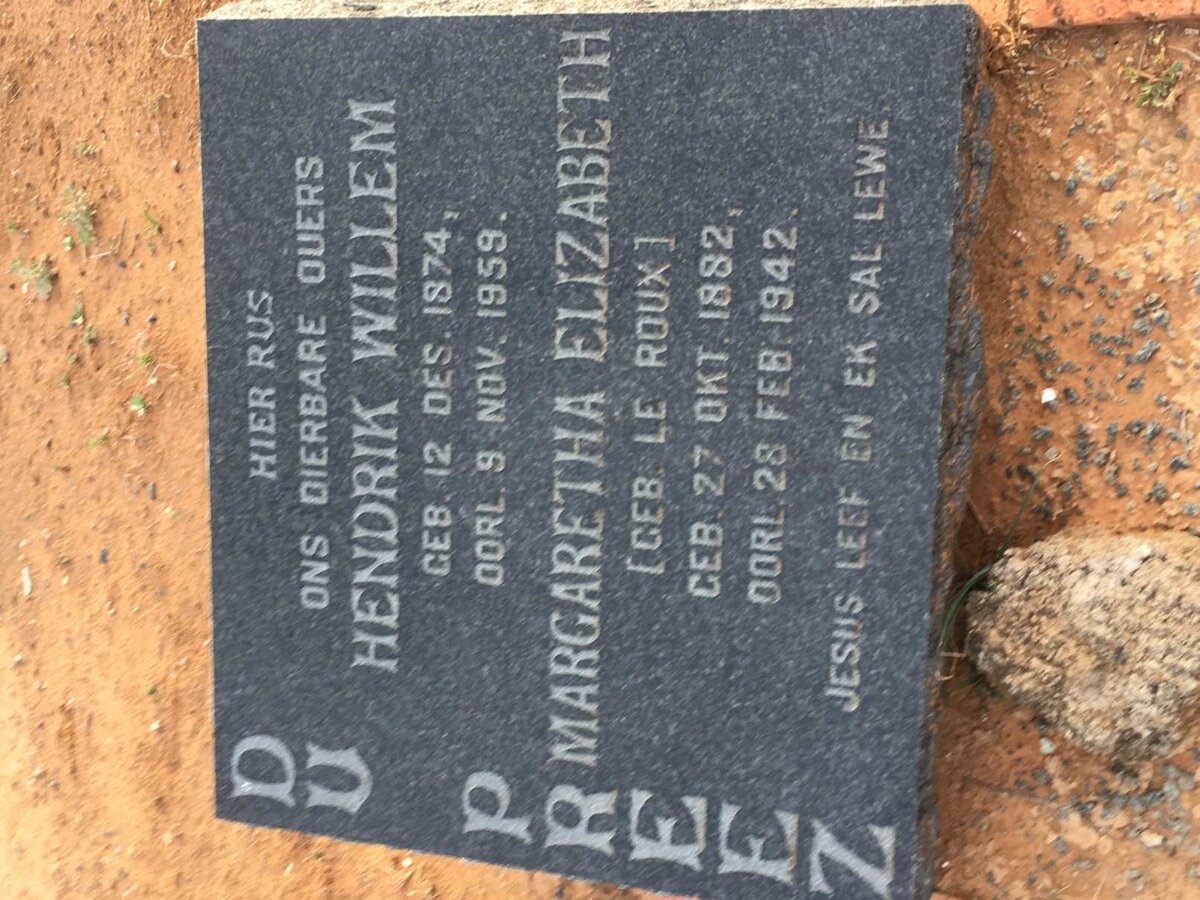 DU PREEZ
HIER RUS
ONS DIERBARE OUERS
HENDRIK WILLEM
GEB. 12 DES. 1874,
OORL. 9 NOV. 1959.
MARGARETHA ELIZABETH
[GEB. LE ROUX]
GEB. 27 OKT. 1882,
OORL. 28 FEB. 1942.
JESUS LEEF EN EK SAL LEWE.